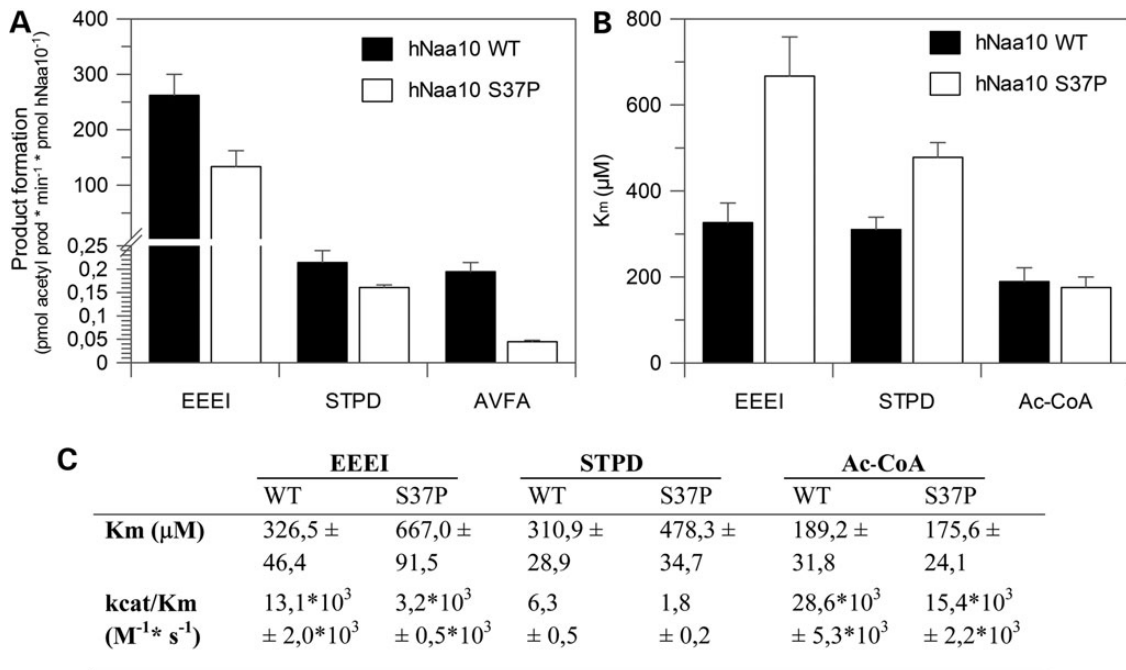 A
Product formation
(pmol acetyl prod * min⁻¹ * pmol hNaa10⁻¹)
400
300
200
100
0,25
0,2
0,15
0,1
0,05
0
hNaa10 WT
hNaa10 S37P
EEEI STPD AVFA
B
Km (µM)
800
600
400
200
0
hNaa10 WT
hNaa10 S37P
EEEI STPD Ac-CoA
C
EEEI STPD Ac-CoA
WT S37P WT S37P WT S37P
Km (µM) 326,5 ± 667,0 ± 310,9 ± 478,3 ± 189,2 ± 175,6 ±
46,4 91,5 28,9 34,7 31,8 24,1
kcat/Km 13,1*10³ 3,2*10³ 6,3 1,8 28,6*10³ 15,4*10³
(M⁻¹* s⁻¹) ± 2,0*10³ ± 0,5*10³ ± 0,5 ± 0,2 ± 5,3*10³ ± 2,2*10³